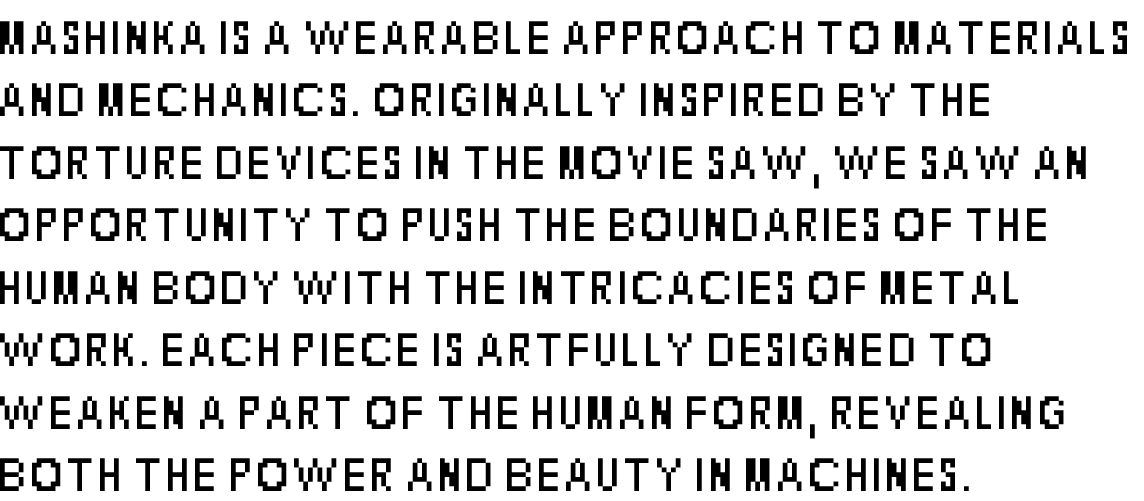 MASHINKA IS A WEARABLE APPROACH TO MATERIALS
AND MECHANICS. ORIGINALLY INSPIRED BY THE
TORTURE DEVICES IN THE MOVIE SAW, WE SAW AN
OPPORTUNITY TO PUSH THE BOUNDARIES OF THE
HUMAN BODY WITH THE INTRICACIES OF METAL
WORK. EACH PIECE IS ARTFULLY DESIGNED TO
WEAKEN A PART OF THE HUMAN FORM, REVEALING
BOTH THE POWER AND BEAUTY IN MACHINES.